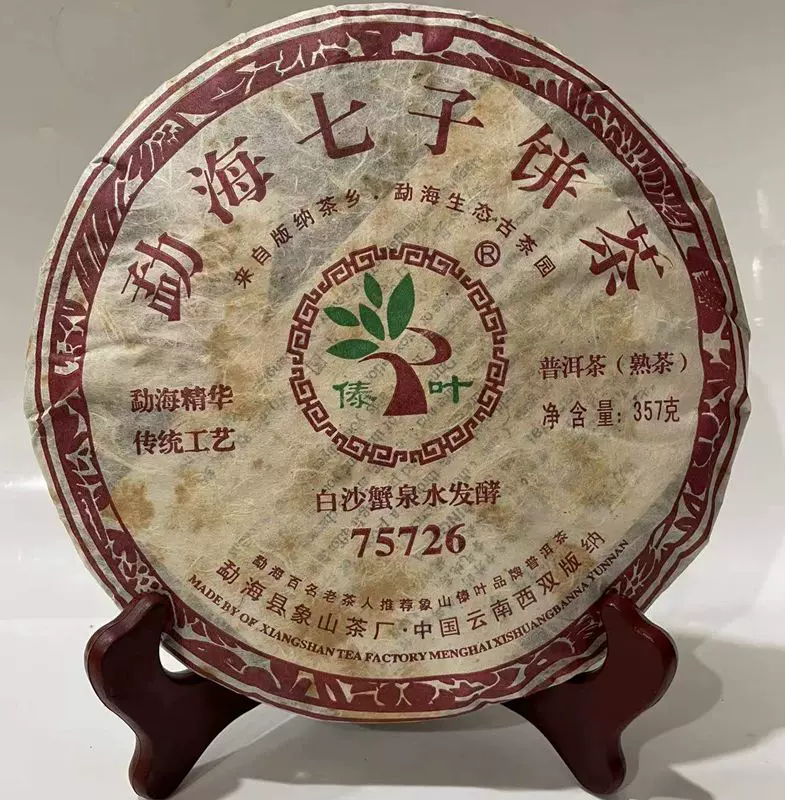 勐海七子饼茶
来自版纳茶乡·勐海生态古茶园
®
傣叶
勐海精华
传统工艺
普洱茶（熟茶）
净含量：357克
白沙蟹泉水发酵
75726
勐海百名老茶人推荐象山傣叶品牌普洱茶
勐海县象山茶厂·中国云南西双版纳
MADE BY OF XIANGSHAN TEA FACTORY MENGHAI XISHUANGBANNA YUNNAN